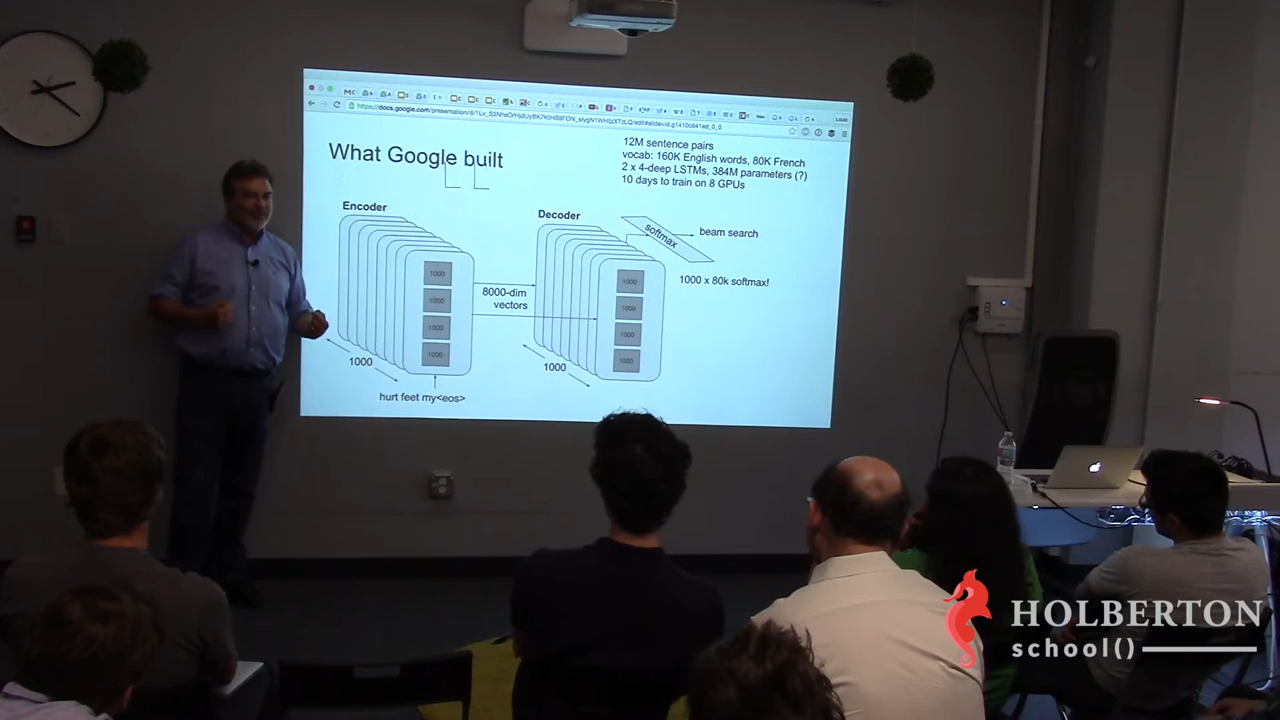 What Google built
12M sentence pairs
vocab: 160K English words, 80K French
2 x 4-deep LSTMs, 384M parameters (?)
10 days to train on 8 GPUs
Encoder
Decoder
softmax
beam search
1000 x 80k softmax!
1000
1000
1000
1000
8000-dim
vectors
1000
1000
1000
1000
1000
1000
hurt feet my<eos>
HOLBERTON
school()